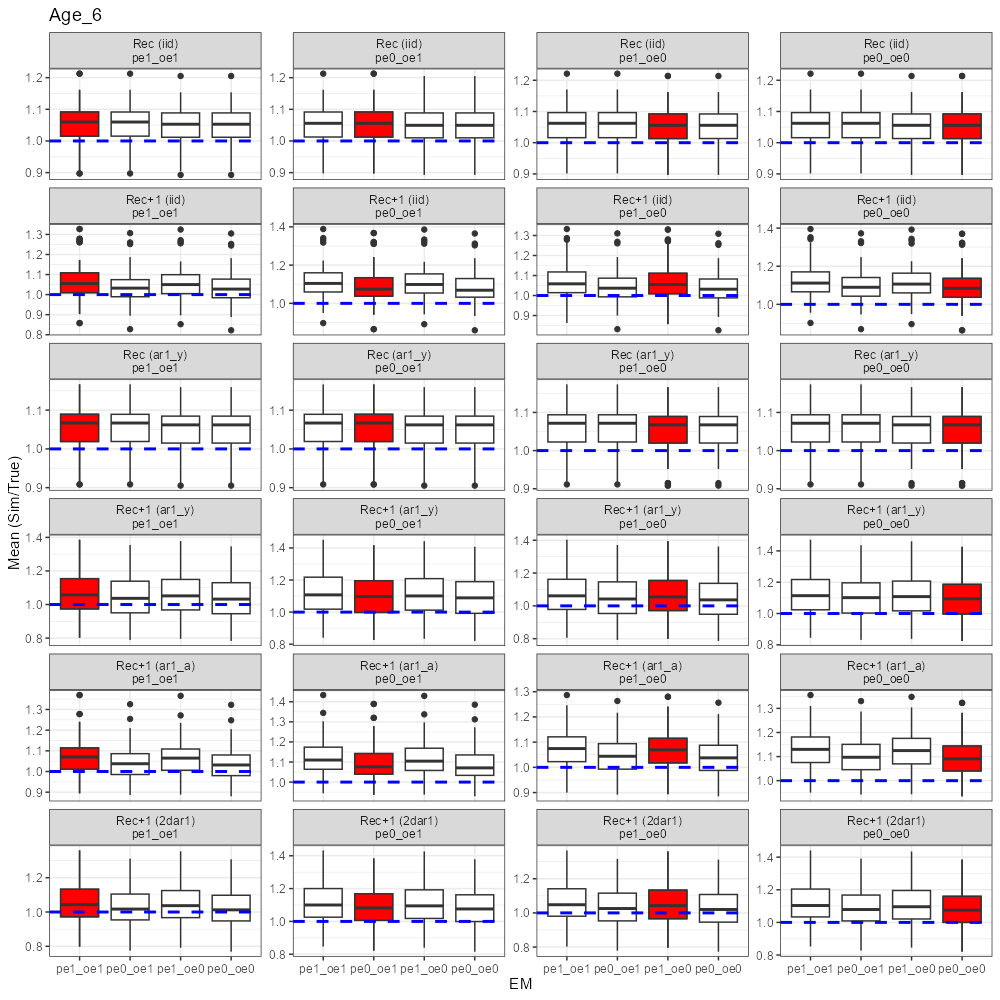 Age_6
Rec (iid) Rec (iid) Rec (iid) Rec (iid)
pe1_oe1 pe0_oe1 pe1_oe0 pe0_oe0
1.2 1.2 1.2 1.2
1.1 1.1 1.1 1.1
1.0 1.0 1.0 1.0
0.9 0.9 0.9 0.9
Rec+1 (iid) Rec+1 (iid) Rec+1 (iid) Rec+1 (iid)
pe1_oe1 pe0_oe1 pe1_oe0 pe0_oe0
1.3 1.4 1.3 1.4
1.2 1.2 1.2 1.2
1.1 1.0 1.1 1.0
1.0 1.0
0.9 0.9
0.8
Rec (ar1_y) Rec (ar1_y) Rec (ar1_y) Rec (ar1_y)
pe1_oe1 pe0_oe1 pe1_oe0 pe0_oe0
1.1 1.1 1.1 1.1
1.0 1.0 1.0 1.0
0.9 0.9 0.9 0.9
Mean (Sim/True)
Rec+1 (ar1_y) Rec+1 (ar1_y) Rec+1 (ar1_y) Rec+1 (ar1_y)
pe1_oe1 pe0_oe1 pe1_oe0 pe0_oe0
1.4 1.4 1.4 1.4
1.2 1.2 1.2 1.2
1.0 1.0 1.0 1.0
0.8 0.8 0.8 0.8
Rec+1 (ar1_a) Rec+1 (ar1_a) Rec+1 (ar1_a) Rec+1 (ar1_a)
pe1_oe1 pe0_oe1 pe1_oe0 pe0_oe0
1.3 1.4 1.3 1.3
1.2 1.3 1.2 1.2
1.1 1.2 1.1 1.1
1.0 1.1 1.0 1.0
0.9 1.0 0.9
Rec+1 (2dar1) Rec+1 (2dar1) Rec+1 (2dar1) Rec+1 (2dar1)
pe1_oe1 pe0_oe1 pe1_oe0 pe0_oe0
1.2 1.4 1.2 1.4
1.0 1.2 1.0 1.2
0.8 1.0 0.8 1.0
0.8 0.8
pe1_oe1 pe0_oe1 pe1_oe0 pe0_oe0 pe1_oe1 pe0_oe1 pe1_oe0 pe0_oe0 pe1_oe1 pe0_oe1 pe1_oe0 pe0_oe0 pe1_oe1 pe0_oe1 pe1_oe0 pe0_oe0
EM